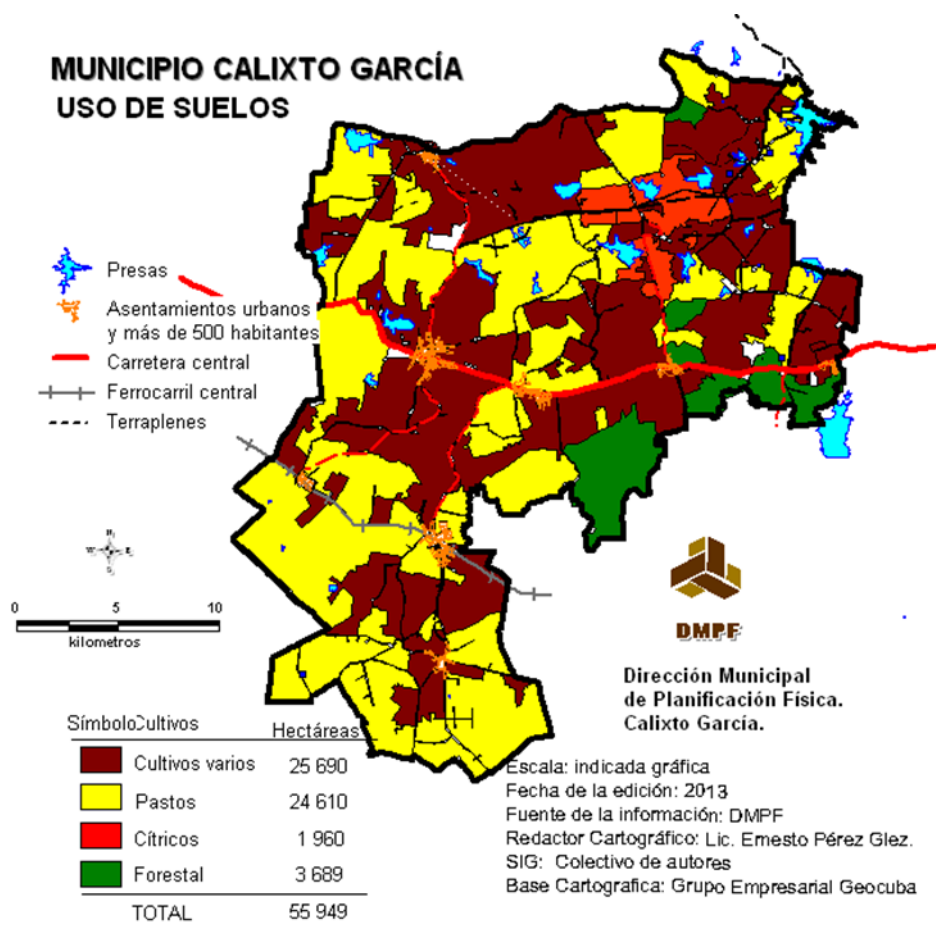 MUNICIPIO CALIXTO GARCÍA
USO DE SUELOS
Presas
Asentamientos urbanos
y más de 500 habitantes
Carretera central
Ferrocarril central
Terraplenes
N
W E
S
0 5 10
kilometros
DMPF
Dirección Municipal
de Planificación Física.
Calixto García.
Símbolo Cultivos Hectáreas
Cultivos varios 25 690
Pastos 24 610
Cítricos 1 960
Forestal 3 689
TOTAL 55 949
Escala: indicada gráfica
Fecha de la edición: 2013
Fuente de la información: DMPF
Redactor Cartográfico: Lic. Ernesto Pérez Glez.
SIG: Colectivo de autores
Base Cartografica: Grupo Empresarial Geocuba